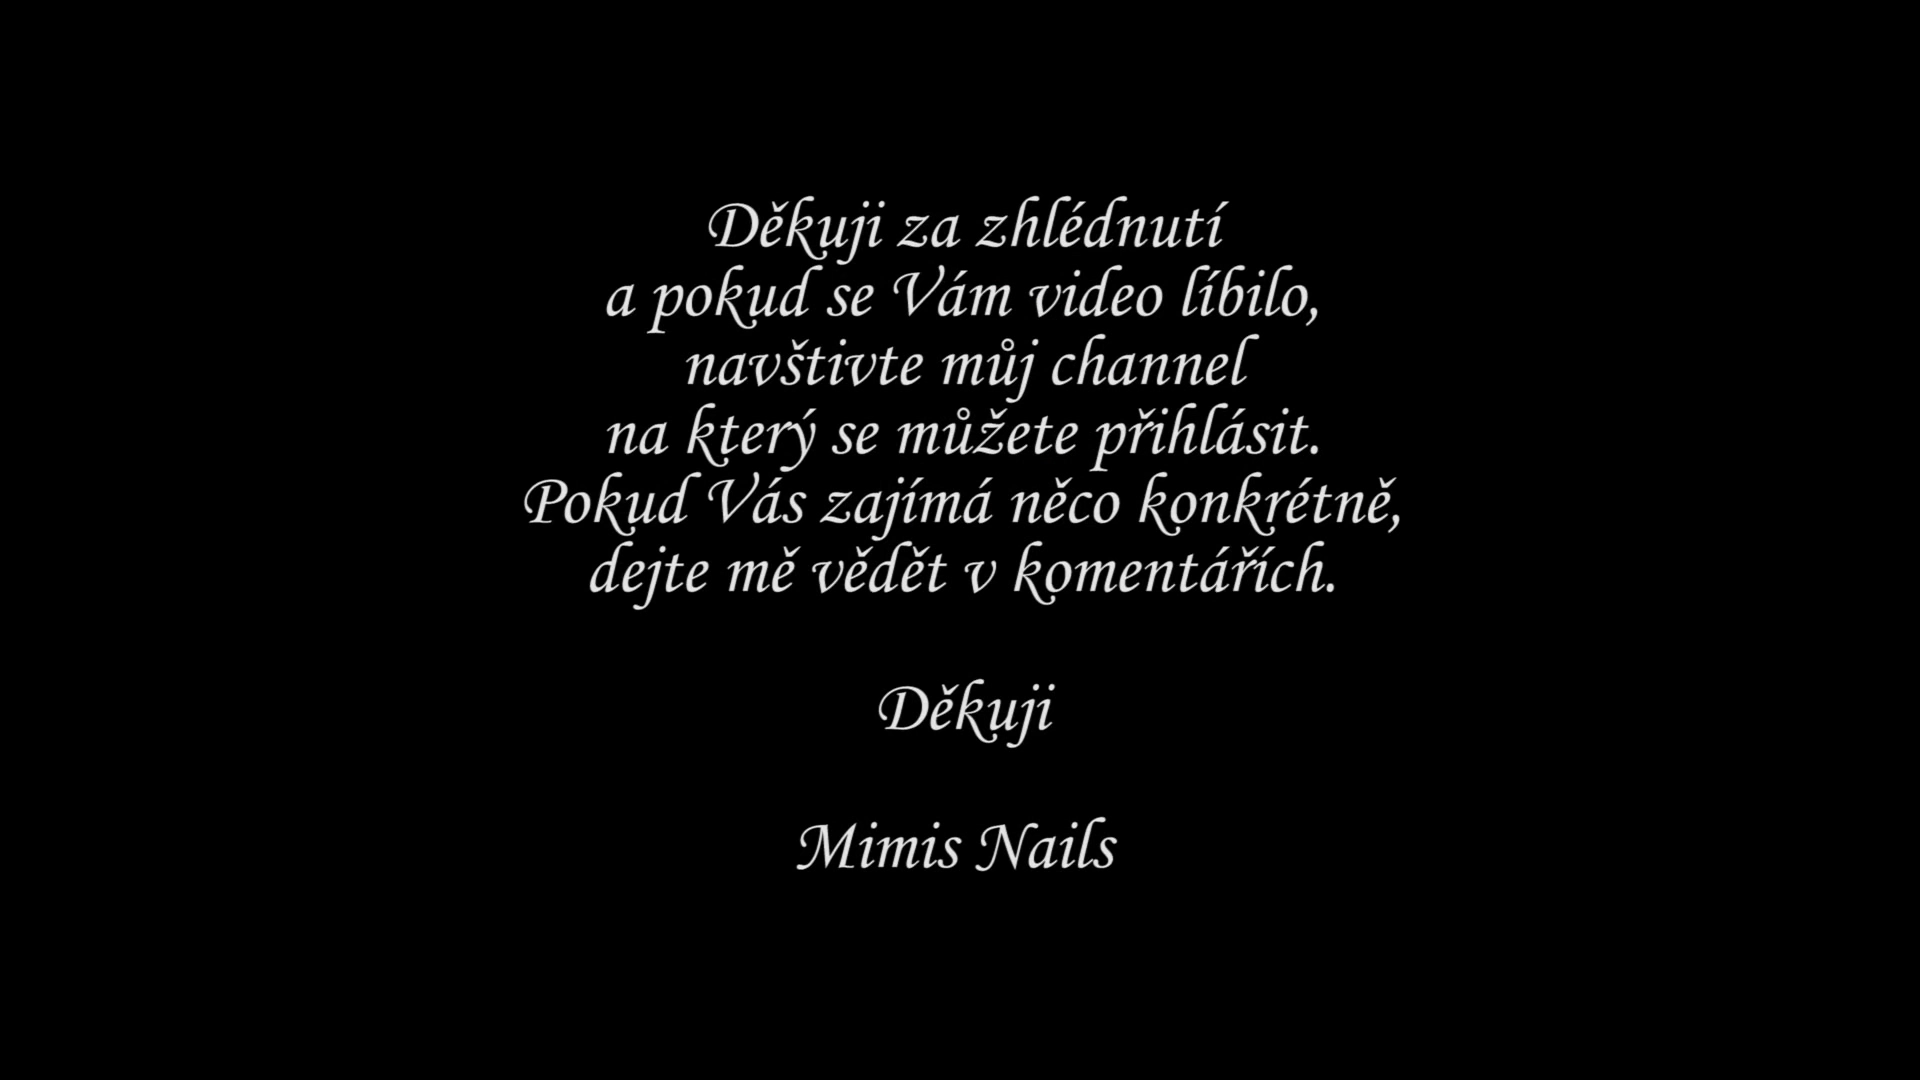 Děkuji za zhlédnutí
a pokud se Vám video líbilo,
navštivte můj channel
na který se můžete přihlásit.
Pokud Vás zajímá něco konkrétně,
dejte mě vědět v komentářích.
Děkuji
Mimis Nails